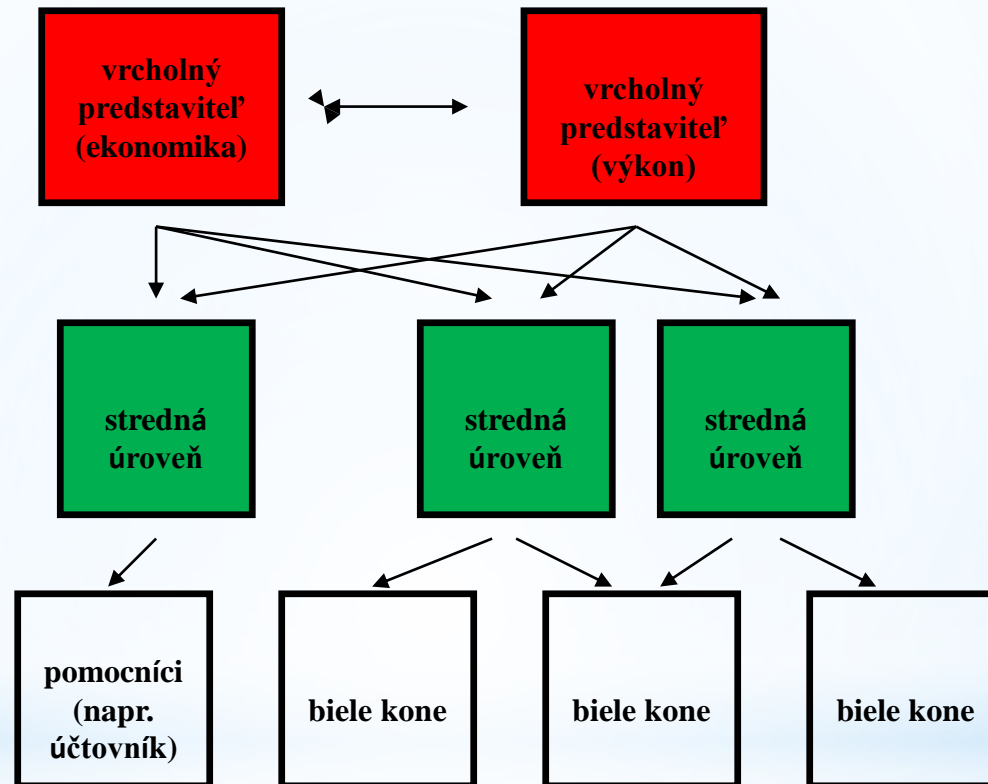 vrcholný
predstaviteľ
(ekonomika)
vrcholný
predstaviteľ
(výkon)
stredná
úroveň
stredná
úroveň
stredná
úroveň
pomocníci
(napr.
účtovník)
biele kone
biele kone
biele kone